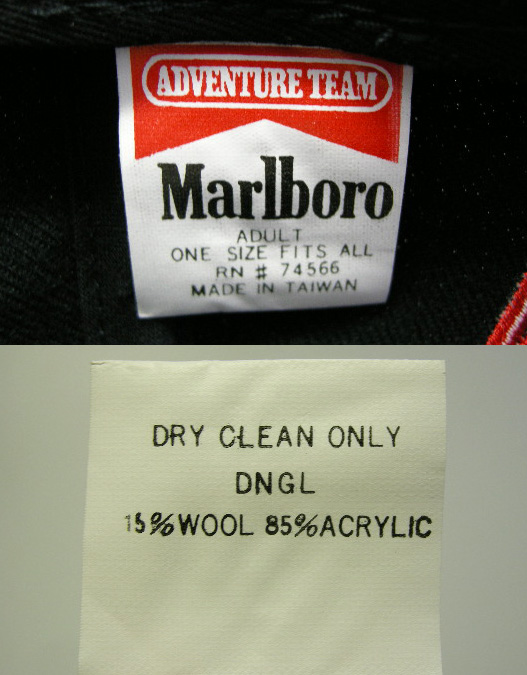 ADVENTURE TEAM
Marlboro
ADULT
ONE SIZE FITS ALL
RN # 74566
MADE IN TAIWAN
DRY CLEAN ONLY
DNGL
15%WOOL 85%ACRYLIC